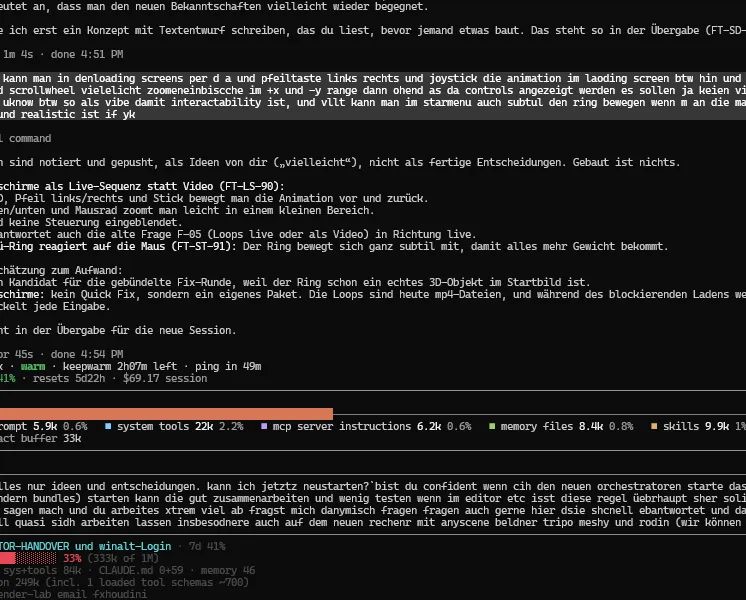 eutet an, dass man den neuen Bekanntschaften vielleicht wieder begegnet.
e ich erst ein Konzept mit Textentwurf schreiben, das du liest, bevor jemand etwas baut. Das steht so in der Übergabe (FT-SD-
1m 4s · done 4:51 PM
kann man in denloading screens per d a und pfeiltaste links rechts und joystick die animation im laoding screen btw hin und
d scrollwheel vielelicht zoomeneinbiscche im +x und -y range dann ohend as da controls angezeigt werden es sollen ja keien vi
uknow btw so als vibe damit interactability ist, und vllt kann man im starmenu auch subtul den ring bewegen wenn m an die ma
und realistic ist if yk
l command
n sind notiert und gepusht, als Ideen von dir („vielleicht“), nicht als fertige Entscheidungen. Gebaut ist nichts.
schirme als Live-Sequenz statt Video (FT-LS-90):
D, Pfeil links/rechts und Stick bewegt man die Animation vor und zurück.
en/unten und Mausrad zoomt man leicht in einem kleinen Bereich.
d keine Steuerung eingeblendet.
antwortet auch die alte Frage F-05 (Loops live oder als Video) in Richtung live.
ü-Ring reagiert auf die Maus (FT-ST-91): Der Ring bewegt sich ganz subtil mit, damit alles mehr Gewicht bekommt.
chätzung zum Aufwand:
n Kandidat für die gebündelte Fix-Runde, weil der Ring schon ein echtes 3D-Objekt im Startbild ist.
schirme: kein Quick Fix, sondern ein eigenes Paket. Die Loops sind heute mp4-Dateien, und während des blockierenden Ladens we
ckelt jede Eingabe.
ht in der Übergabe für die neue Session.
or 45s · done 4:54 PM
k · warm · keepwarm 2h07m left · ping in 49m
41% · resets 5d22h · $69.17 session
rompt 5.9k 0.6% system tools 22k 2.2% mcp server instructions 6.2k 0.6% memory files 8.4k 0.8% skills 9.9k 1%
act buffer 33k
lles nur ideen und entscheidungen. kann ich jetztz neustarten?`bist du confident wenn cih den neuen orchestratoren starte das
ndern bundles) starten kann die gut zusammenarbeiten und wenig testen wenn im editor etc isst diese regel üebrhaupt sher soli
sagen mach und du arbeites xtrem viel ab fragst mich danymisch fragen fragen auch gerne hier dsie shcnell ebantwortet und da
ll quasi sidh arbeiten lassen insbesodnere auch auf dem neuen rechenr mit anyscene beldner tripo meshy und rodin (wir können
TOR-HANDOVER und winalt-Login · 7d 41%
33% (333k of 1M)
sys+tools 84k · CLAUDE.md 0+59 · memory 46
on 249k (incl. 1 loaded tool schemas ~700)
ender-lab email fxhoudini